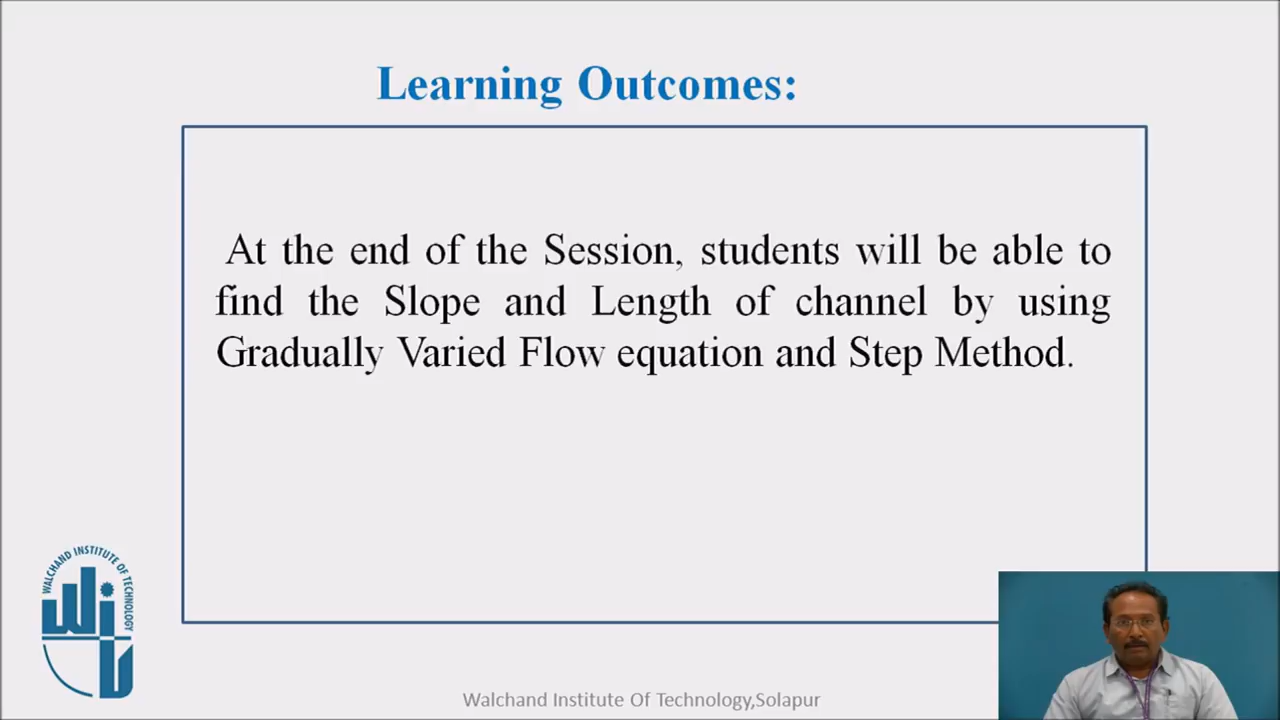 Learning Outcomes:
At the end of the Session, students will be able to
find the Slope and Length of channel by using
Gradually Varied Flow equation and Step Method.
WALCHAND INSTITUTE OF TECHNOLOGY
WIT
Walchand Institute Of Technology,Solapur